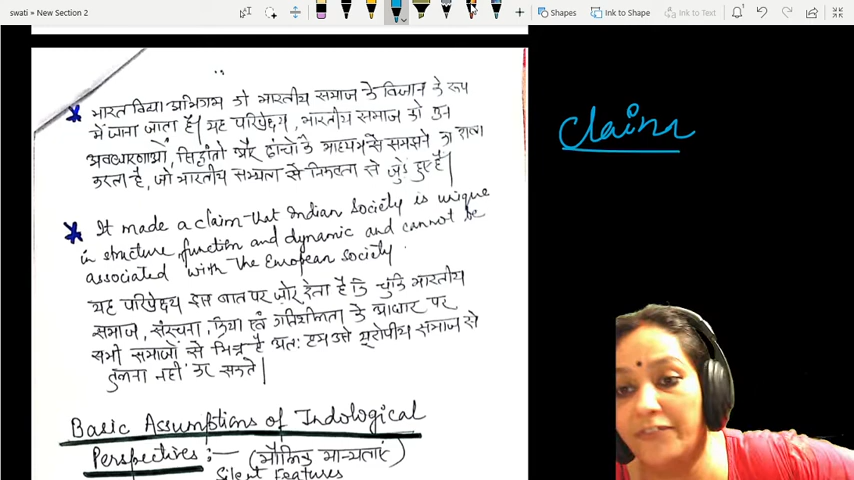 swati » New Section 2
Shapes
Ink to Shape
Ink to Text
भारत विद्या अभिगम को भारतीय समाज के विज्ञान के रूप
में जाना जाता है। यह परिप्रेक्ष्य, भारतीय समाज को उन
अवधारणाओं, सिद्धांतो और ढांचों के माध्यम से समझने का दावा
करता है, जो भारतीय सभ्यता से निकटता से जुड़े हुए है।
It made a claim that Indian Society is unique
in structure, function and dynamic and cannot be
associated with the European Society.
यह परिप्रेक्ष्य इस बात पर ज़ोर देता है कि चुंकि भारतीय
समाज, संरचना, क्रिया एवं गतिशीलता के आधार पर
सभी समाजों से भिन्न है अतः हम उसे यूरोपीय समाज से
तुलना नहीं कर सकते।
Basic Assumptions of Indological
Perspectives :— (मौलिक मान्यताएं)
Silent Features
Claims